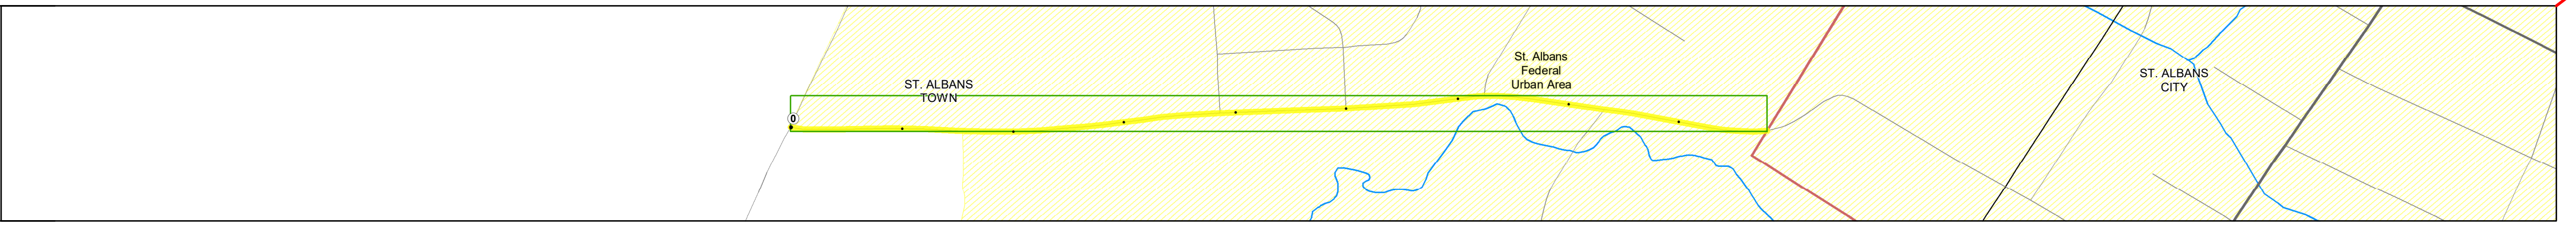 ST. ALBANS
TOWN
0
St. Albans
Federal
Urban Area
ST. ALBANS
CITY